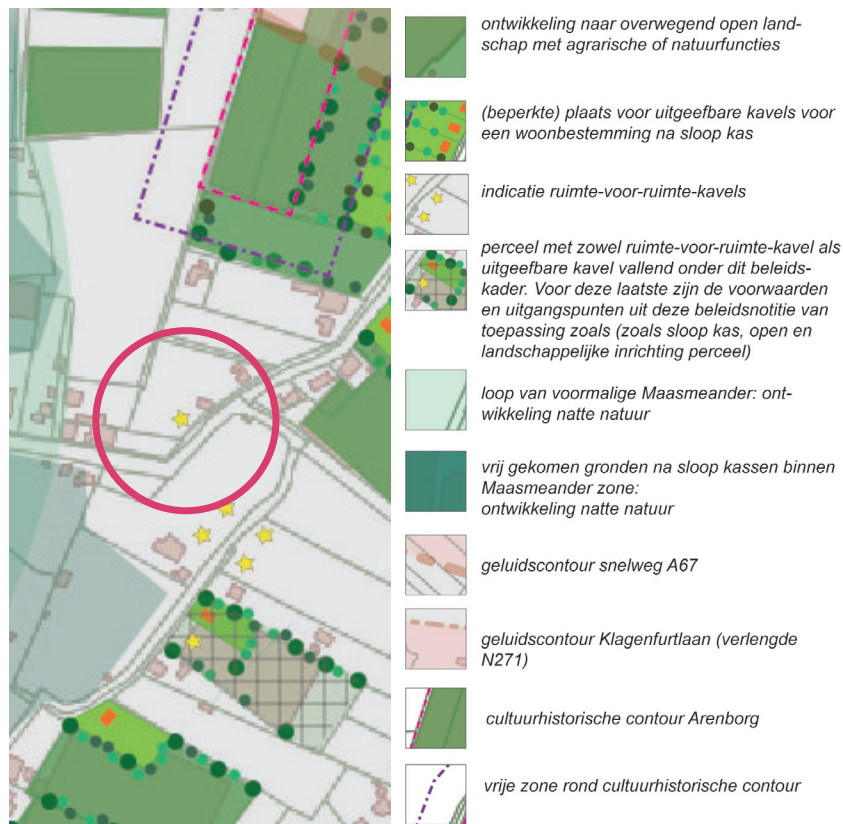 ontwikkeling naar overwegend open land-
schap met agrarische of natuurfuncties
(beperkte) plaats voor uitgeefbare kavels voor
een woonbestemming na sloop kas
indicatie ruimte-voor-ruimte-kavels
perceel met zowel ruimte-voor-ruimte-kavel als
uitgeefbare kavel vallend onder dit beleids-
kader. Voor deze laatste zijn de voorwaarden
en uitgangspunten uit deze beleidsnotitie van
toepassing zoals (zoals sloop kas, open en
landschappelijke inrichting perceel)
loop van voormalige Maasmeander: ont-
wikkeling natte natuur
vrij gekomen gronden na sloop kassen binnen
Maasmeander zone:
ontwikkeling natte natuur
geluidscontour snelweg A67
geluidscontour Klagenfurtlaan (verlengde
N271)
cultuurhistorische contour Arenborg
vrije zone rond cultuurhistorische contour